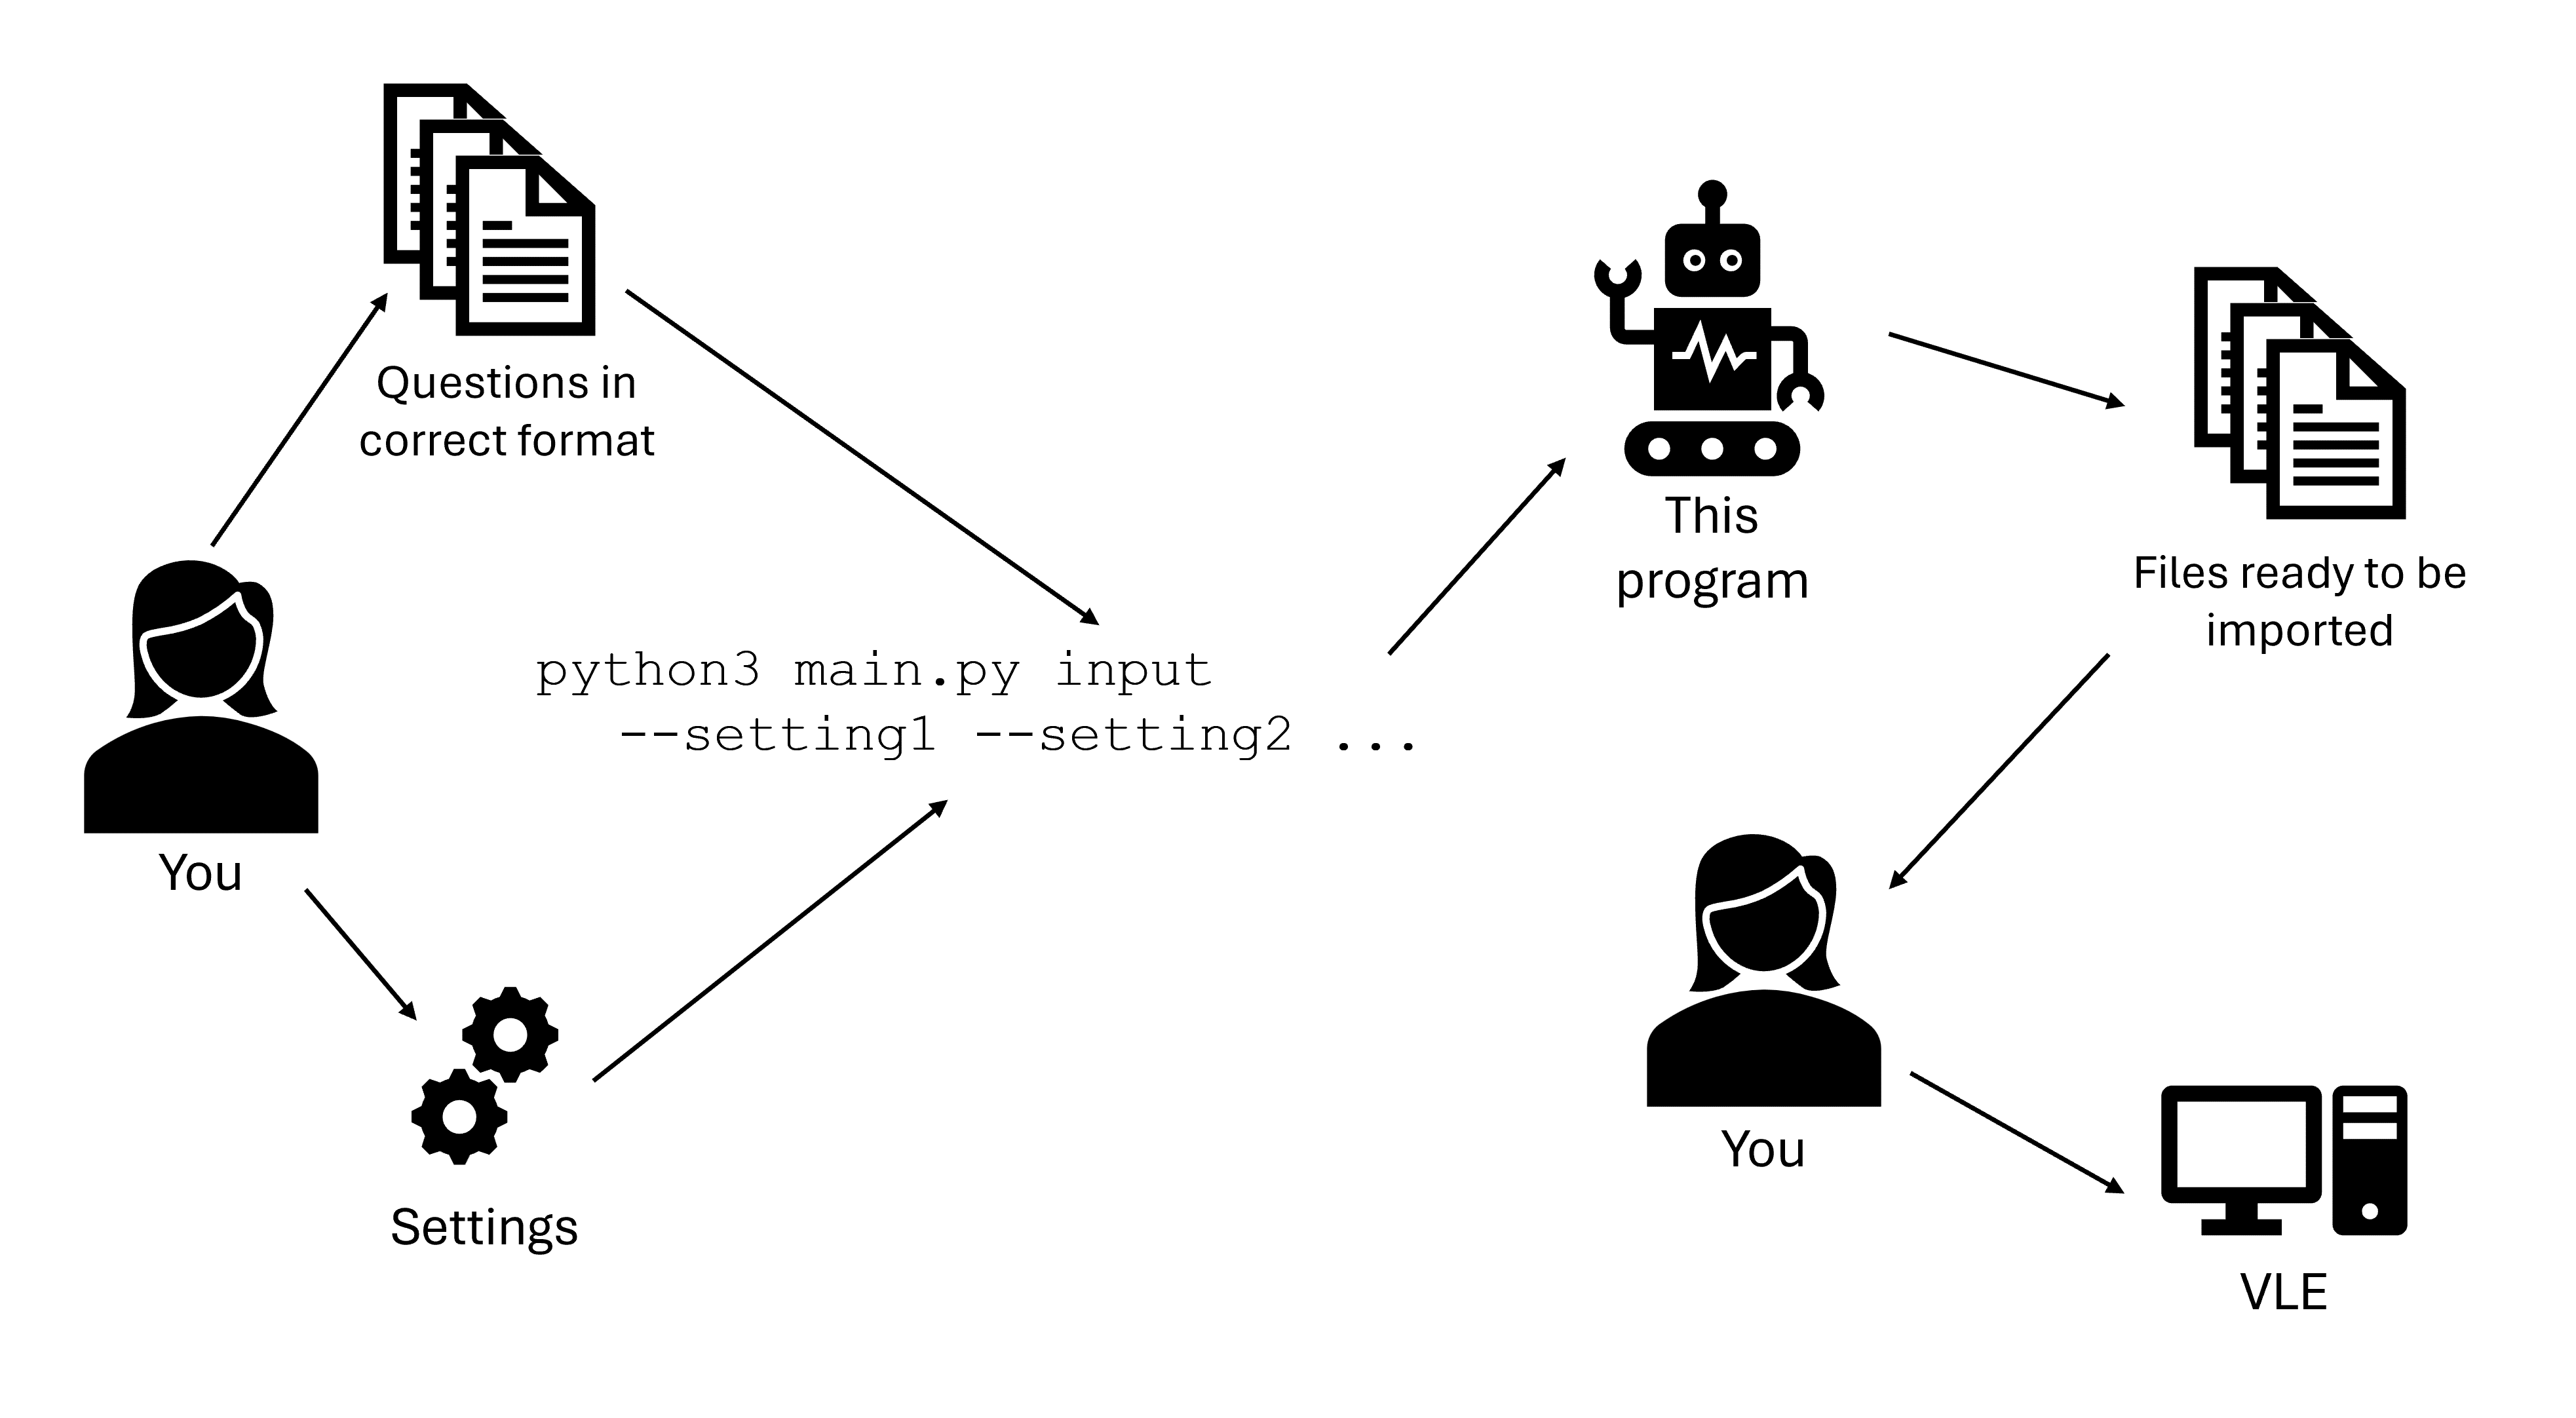 Questions in
correct format
You
Settings
python3 main.py input
--setting1 --setting2 ...
This
program
Files ready to be
imported
You
VLE